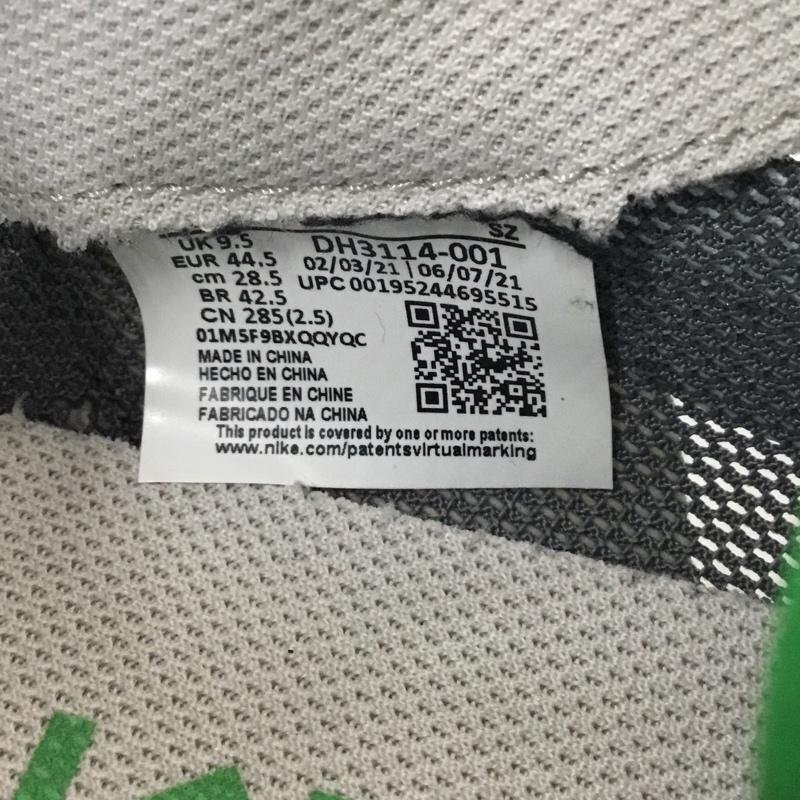 SZ
UK 9.5
EUR 44.5
cm 28.5
BR 42.5
CN 285(2.5)
DH3114-001
02/03/21 | 06/07/21
UPC 00195244695515
01M5F9BXQQYQC
MADE IN CHINA
HECHO EN CHINA
FABRIQUE EN CHINE
FABRICADO NA CHINA
This product is covered by one or more patents:
www.nike.com/patentsvirtualmarking